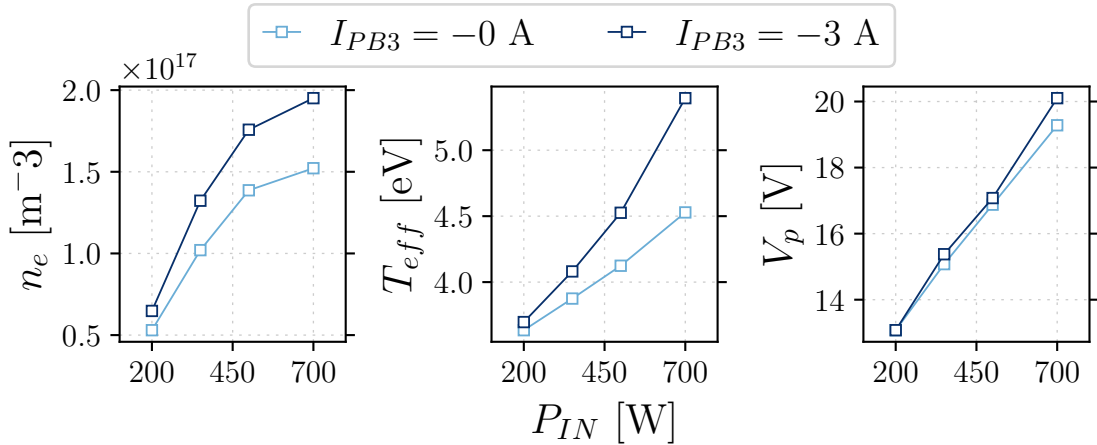 I_{PB3} = −0 A    I_{PB3} = −3 A
×10^{17}
n_e [m^−3]
2.0
1.5
1.0
0.5
200 450 700
T_{eff} [eV]
5.0
4.5
4.0
200 450 700
V_p [V]
20
18
16
14
200 450 700
P_{IN} [W]